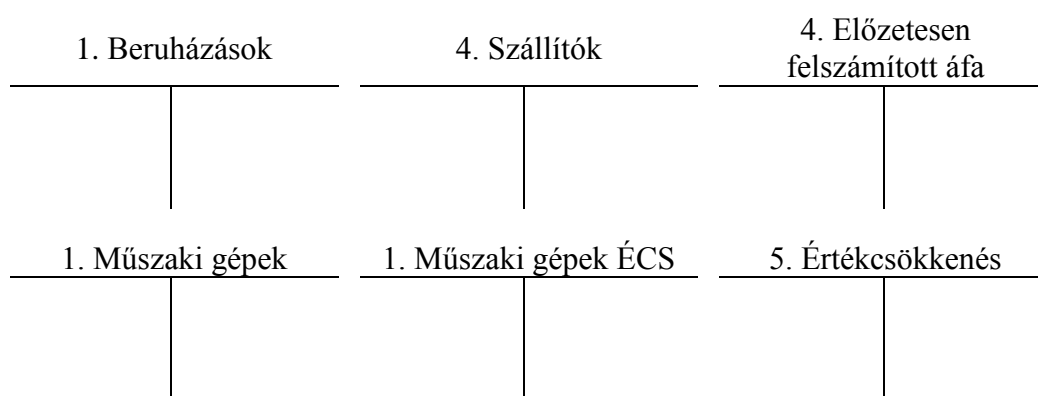 1. Beruházások
4. Szállítók
4. Előzetesen
felszámított áfa
1. Műszaki gépek
1. Műszaki gépek ÉCS
5. Értékcsökkenés